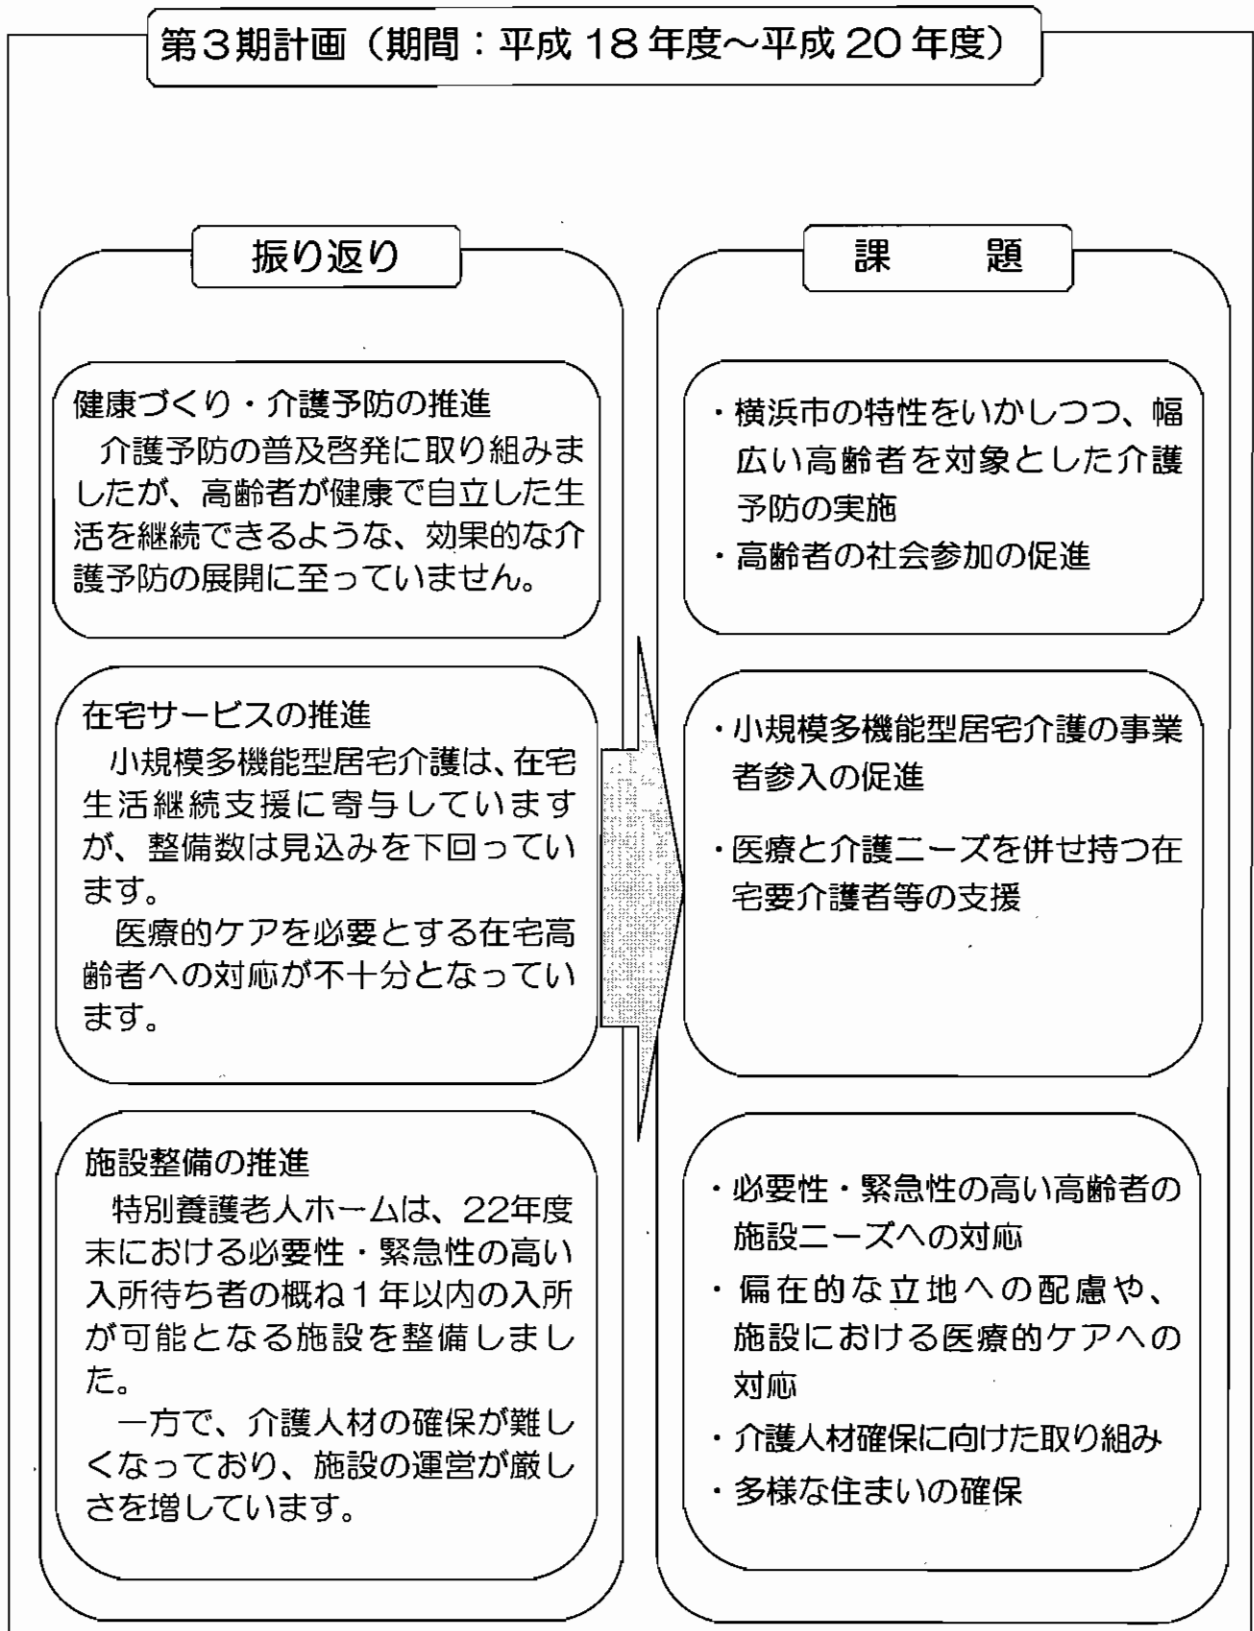 第3期計画（期間：平成 18 年度～平成 20 年度）
振り返り
健康づくり・介護予防の推進
介護予防の普及啓発に取り組みま
したが、高齢者が健康で自立した生
活を継続できるような、効果的な介
護予防の展開に至っていません。
在宅サービスの推進
小規模多機能型居宅介護は、在宅
生活継続支援に寄与しています
が、整備数は見込みを下回ってい
ます。
医療的ケアを必要とする在宅高
齢者への対応が不十分となってい
ます。
施設整備の推進
特別養護老人ホームは、22年度
末における必要性・緊急性の高い
入所待ち者の概ね1年以内の入所
が可能となる施設を整備しまし
た。
一方で、介護人材の確保が難し
くなっており、施設の運営が厳し
さを増しています。
課　題
・横浜市の特性をいかしつつ、幅
広い高齢者を対象とした介護
予防の実施
・高齢者の社会参加の促進
・小規模多機能型居宅介護の事業
者参入の促進
・医療と介護ニーズを併せ持つ在
宅要介護者等の支援
・必要性・緊急性の高い高齢者の
施設ニーズへの対応
・偏在的な立地への配慮や、
施設における医療的ケアへの
対応
・介護人材確保に向けた取り組み
・多様な住まいの確保